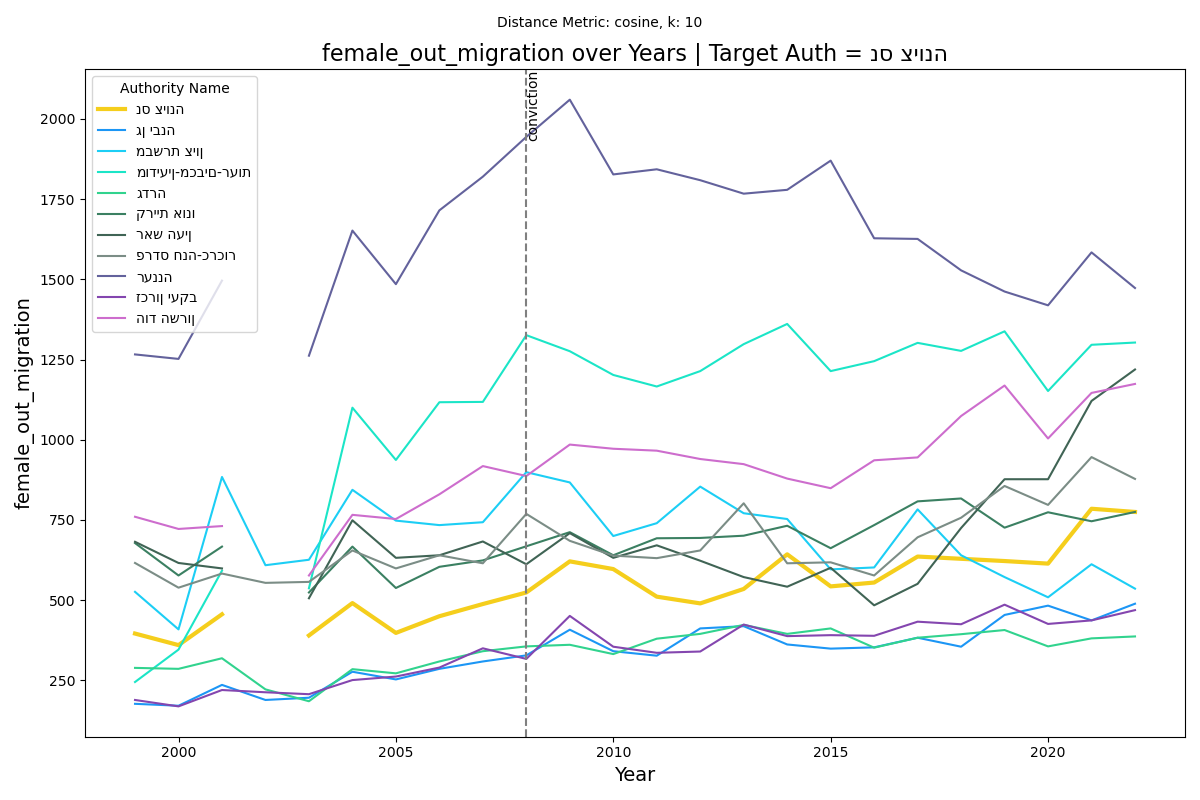 Distance Metric: cosine, k: 10
female_out_migration over Years | Target Auth = נס ציונה
Authority Name
נס ציונה
גן יבנה
מבשרת ציון
מודיעין-מכבים-רעות
גדרה
קריית אונו
ראש העין
פרדס חנה-כרכור
רעננה
זכרון יעקב
הוד השרון
conviction
female_out_migration
2000
1750
1500
1250
1000
750
500
250
2000
2005
2010
2015
2020
Year